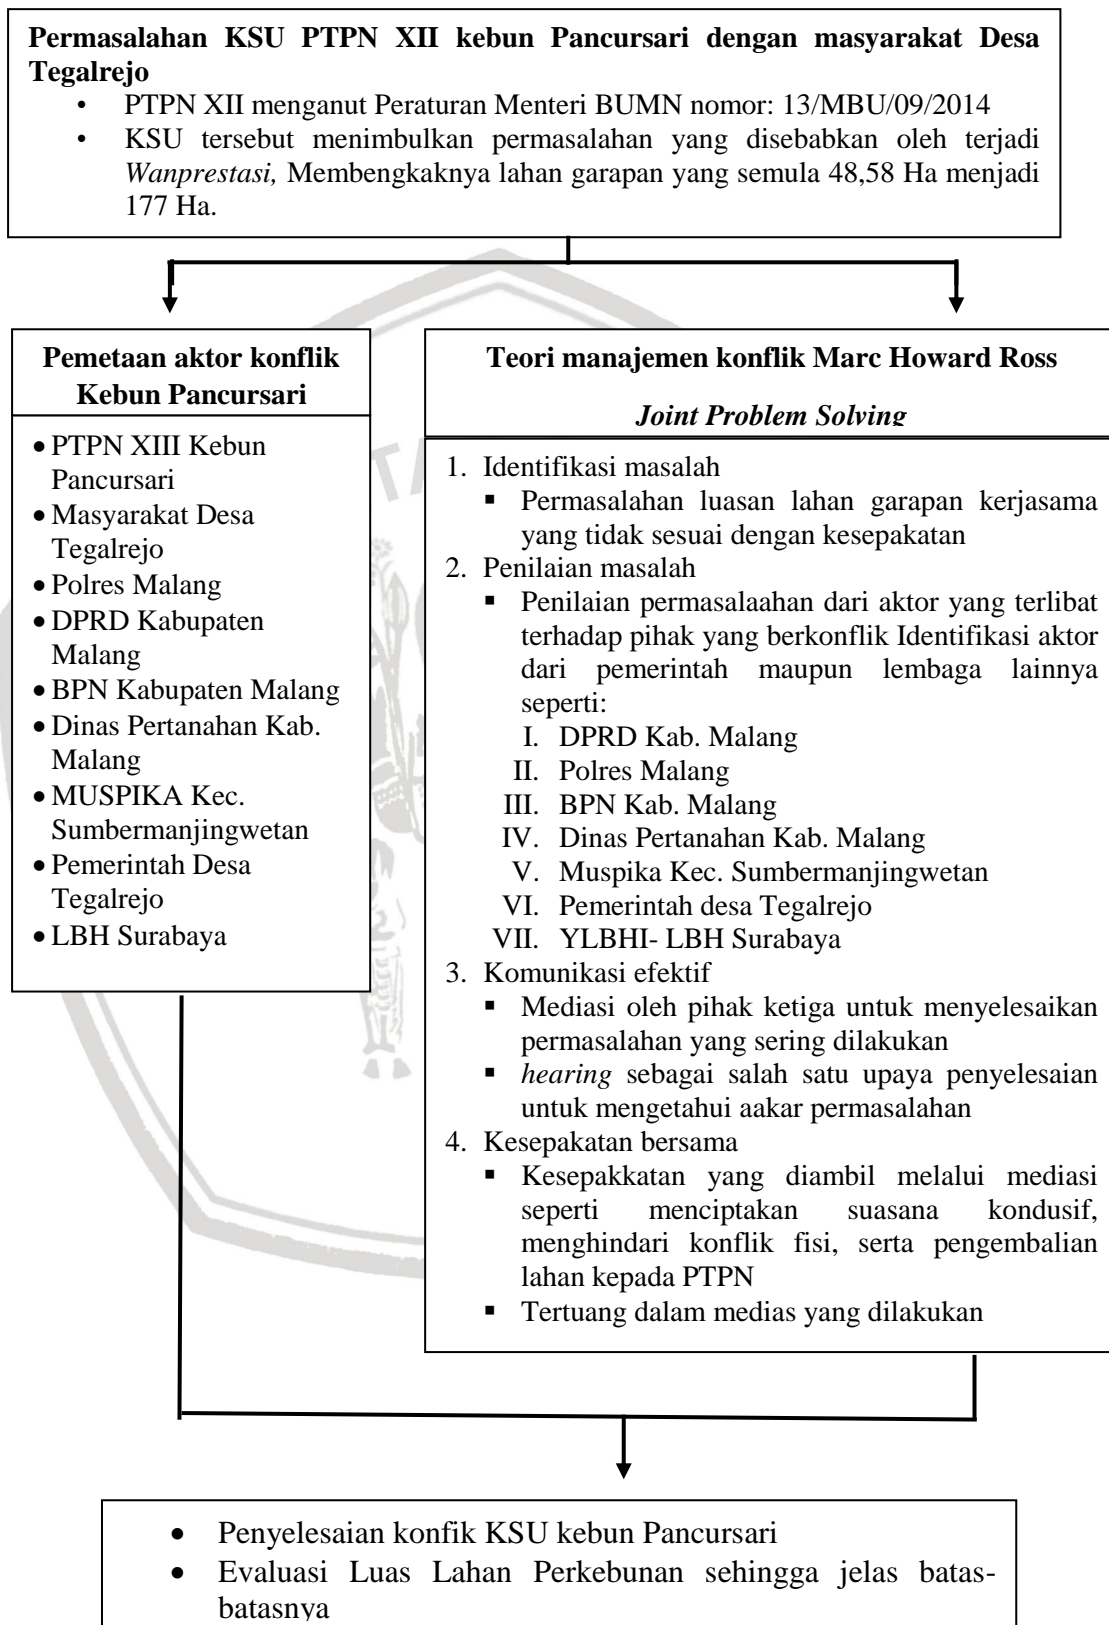 Permasalahan KSU PTPN XII kebun Pancursari dengan masyarakat Desa
Tegalrejo
• PTPN XII menganut Peraturan Menteri BUMN nomor: 13/MBU/09/2014
• KSU tersebut menimbulkan permasalahan yang disebabkan oleh terjadi
Wanprestasi, Membengkaknya lahan garapan yang semula 48,58 Ha menjadi
177 Ha.
Pemetaan aktor konflik
Kebun Pancursari
• PTPN XIII Kebun
Pancursari
• Masyarakat Desa
Tegalrejo
• Polres Malang
• DPRD Kabupaten
Malang
• BPN Kabupaten Malang
• Dinas Pertanahan Kab.
Malang
• MUSPIKA Kec.
Sumbermanjingwetan
• Pemerintah Desa
Tegalrejo
• LBH Surabaya
Teori manajemen konflik Marc Howard Ross
Joint Problem Solving
1. Identifikasi masalah
▪ Permasalahan luasan lahan garapan kerjasama
yang tidak sesuai dengan kesepakatan
2. Penilaian masalah
▪ Penilaian permasalaahan dari aktor yang terlibat
terhadap pihak yang berkonflik Identifikasi aktor
dari pemerintah maupun lembaga lainnya
seperti:
I. DPRD Kab. Malang
II. Polres Malang
III. BPN Kab. Malang
IV. Dinas Pertanahan Kab. Malang
V. Muspika Kec. Sumbermanjingwetan
VI. Pemerintah desa Tegalrejo
VII. YLBHI- LBH Surabaya
3. Komunikasi efektif
▪ Mediasi oleh pihak ketiga untuk menyelesaikan
permasalahan yang sering dilakukan
▪ hearing sebagai salah satu upaya penyelesaian
untuk mengetahui aakar permasalahan
4. Kesepakatan bersama
▪ Kesepakkatan yang diambil melalui mediasi
seperti menciptakan suasana kondusif,
menghindari konflik fisi, serta pengembalian
lahan kepada PTPN
▪ Tertuang dalam medias yang dilakukan
• Penyelesaian konfik KSU kebun Pancursari
• Evaluasi Luas Lahan Perkebunan sehingga jelas batas-
batasnya